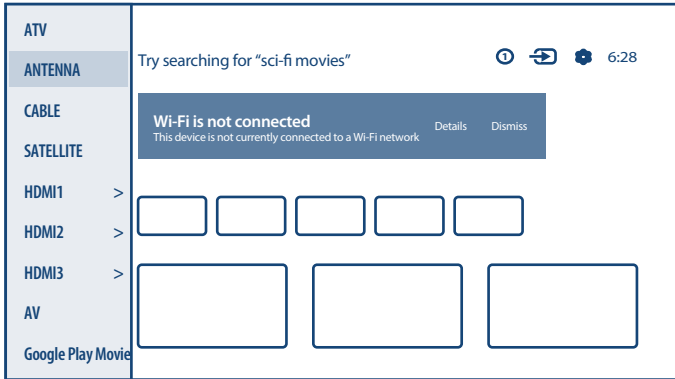 ATV
ANTENNA
CABLE
SATELLITE
HDMI1 >
HDMI2 >
HDMI3 >
AV
Google Play Movie
Try searching for “sci-fi movies”
1
6:28
Wi-Fi is not connected
This device is not currently connected to a Wi-Fi network
Details
Dismiss